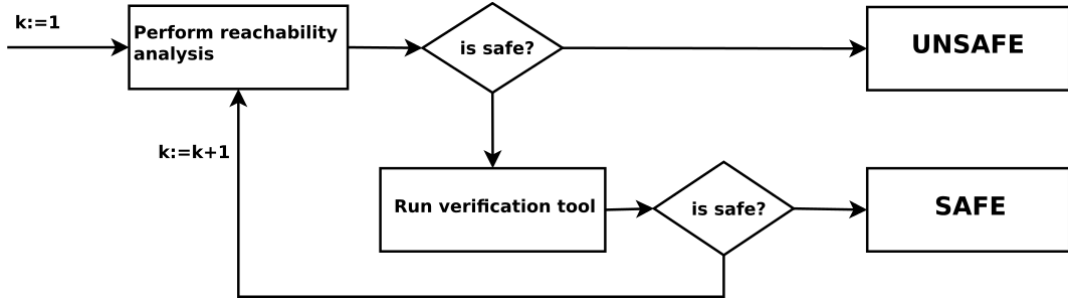 k:=1
Perform reachability
analysis
is safe?
UNSAFE
k:=k+1
Run verification tool
is safe?
SAFE